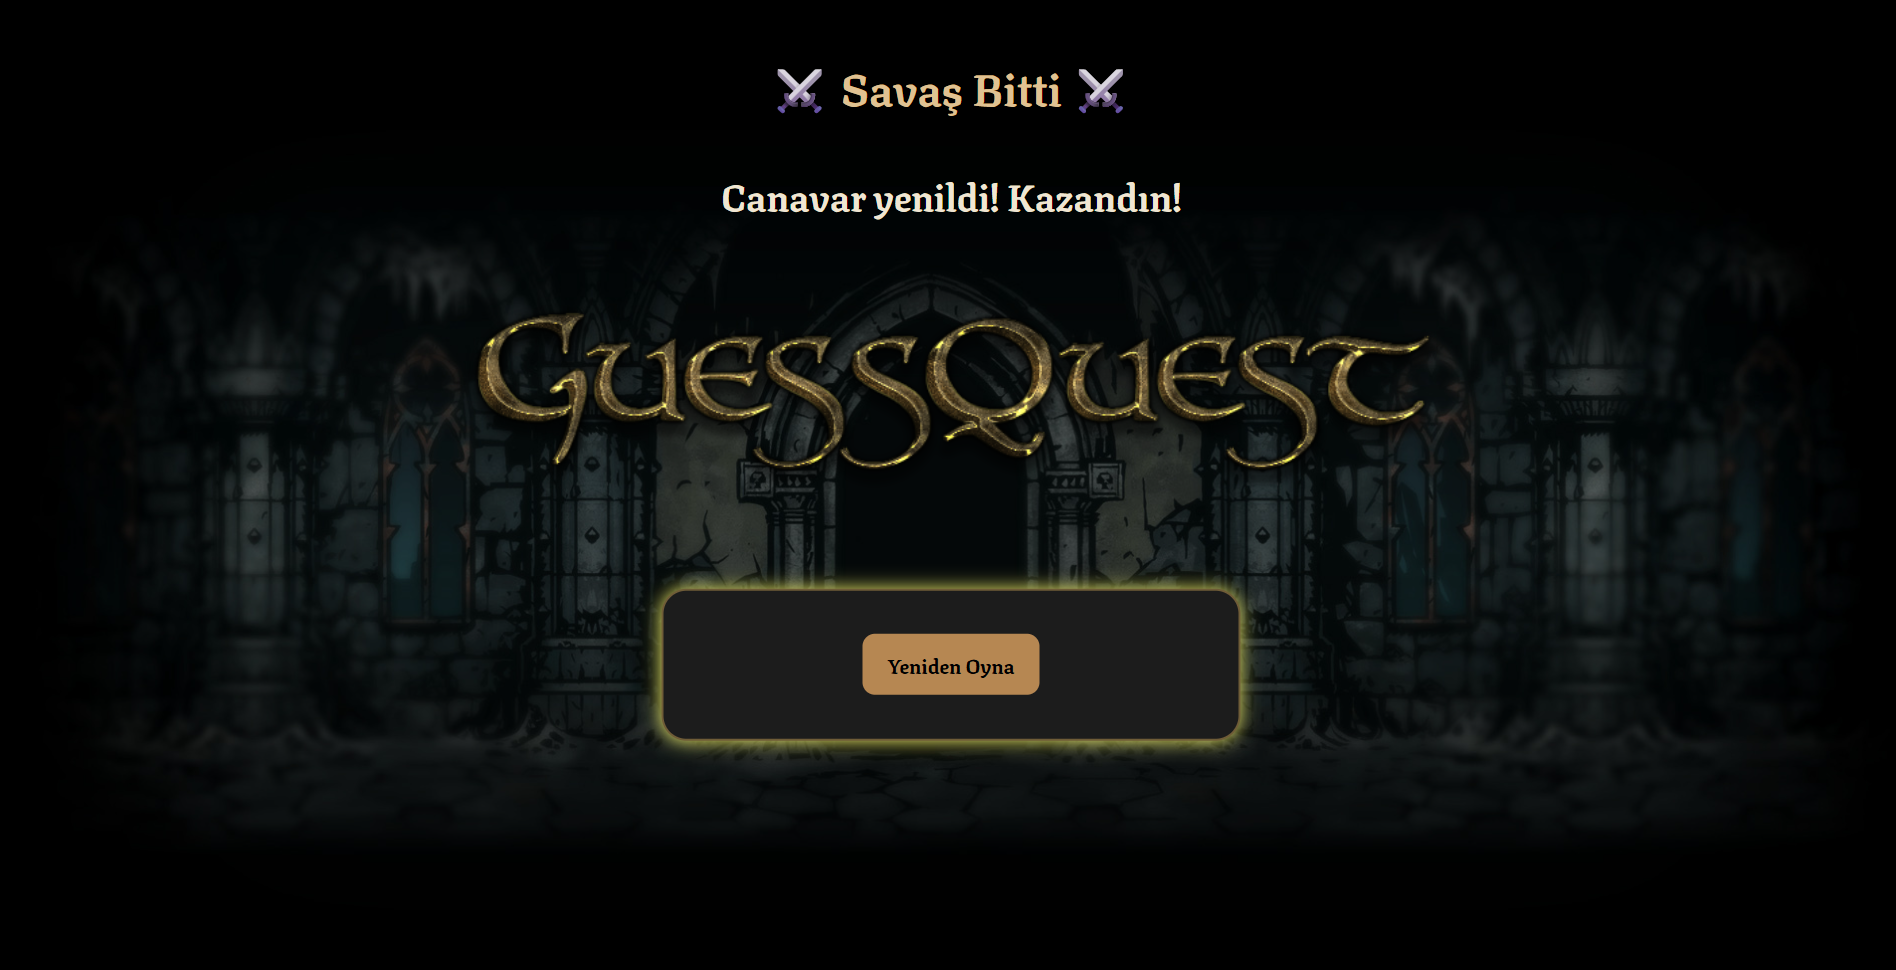 ⚔️ Savaş Bitti ⚔️
Canavar yenildi! Kazandın!
GuessQuest
Yeniden Oyna